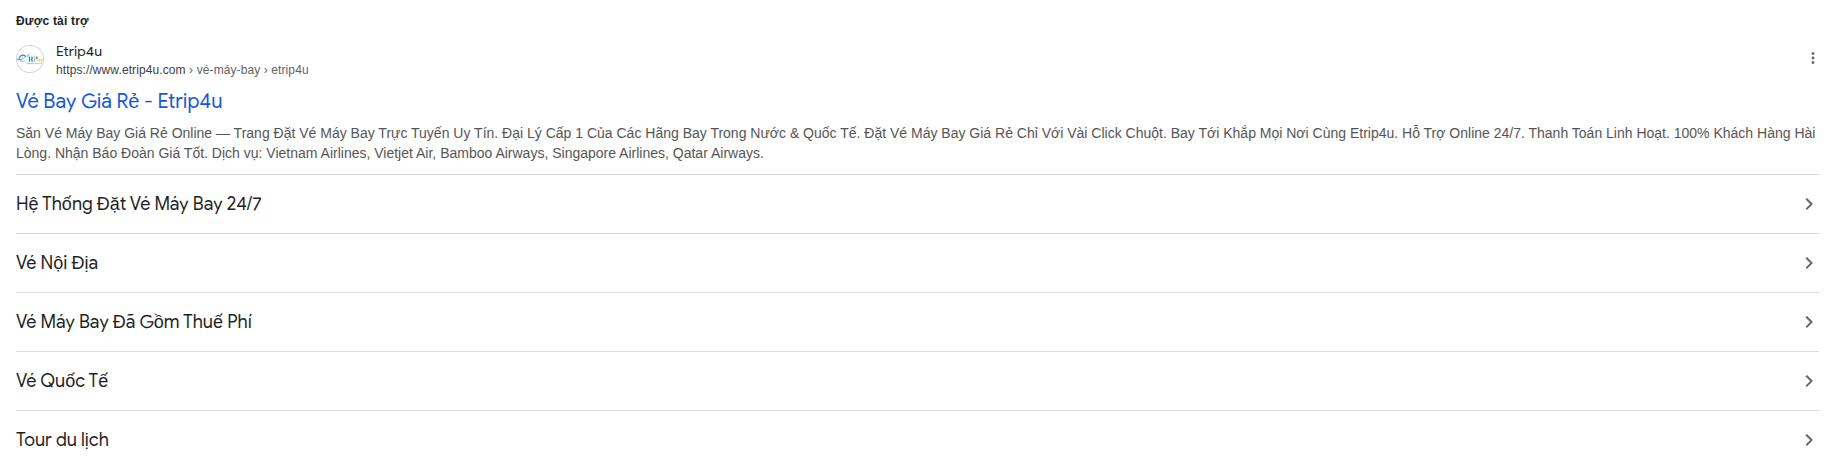 Được tài trợ
Etrip4u
https://www.etrip4u.com › vé-máy-bay › etrip4u
Vé Bay Giá Rẻ - Etrip4u
Săn Vé Máy Bay Giá Rẻ Online — Trang Đặt Vé Máy Bay Trực Tuyến Uy Tín. Đại Lý Cấp 1 Của Các Hãng Bay Trong Nước & Quốc Tế. Đặt Vé Máy Bay Giá Rẻ Chỉ Với Vài Click Chuột. Bay Tới Khắp Mọi Nơi Cùng Etrip4u. Hỗ Trợ Online 24/7. Thanh Toán Linh Hoạt. 100% Khách Hàng Hài
Lòng. Nhận Báo Đoàn Giá Tốt. Dịch vụ: Vietnam Airlines, Vietjet Air, Bamboo Airways, Singapore Airlines, Qatar Airways.
Hệ Thống Đặt Vé Máy Bay 24/7
Vé Nội Địa
Vé Máy Bay Đã Gồm Thuế Phí
Vé Quốc Tế
Tour du lịch